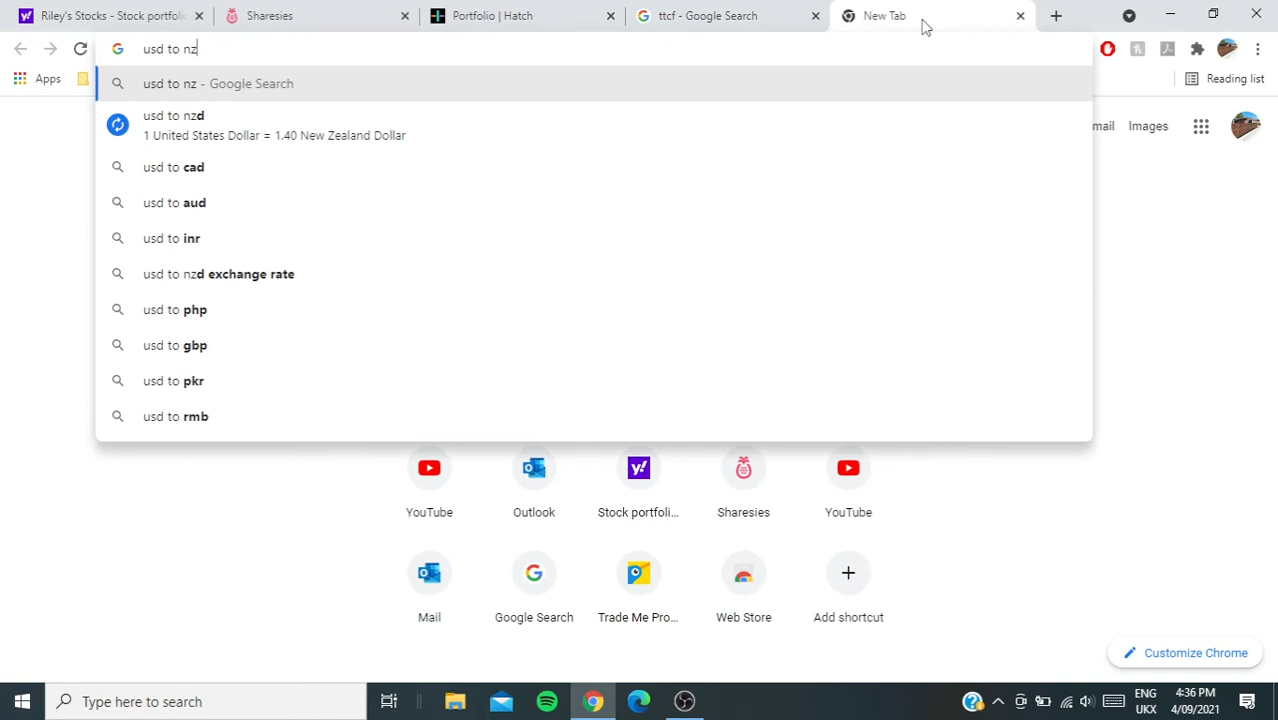 Riley's Stocks - Stock portfoli
Sharesies
Portfolio | Hatch
ttcf - Google Search
New Tab
usd to nz
Apps
Reading list
usd to nz - Google Search
usd to nzd
1 United States Dollar = 1.40 New Zealand Dollar
mail
Images
usd to cad
usd to aud
usd to inr
usd to nzd exchange rate
usd to php
usd to gbp
usd to pkr
usd to rmb
YouTube
Outlook
Stock portfoli...
Sharesies
YouTube
Mail
Google Search
Trade Me Pro...
Web Store
Add shortcut
Customize Chrome
Type here to search
ENG
UKX
4:36 PM
4/09/2021